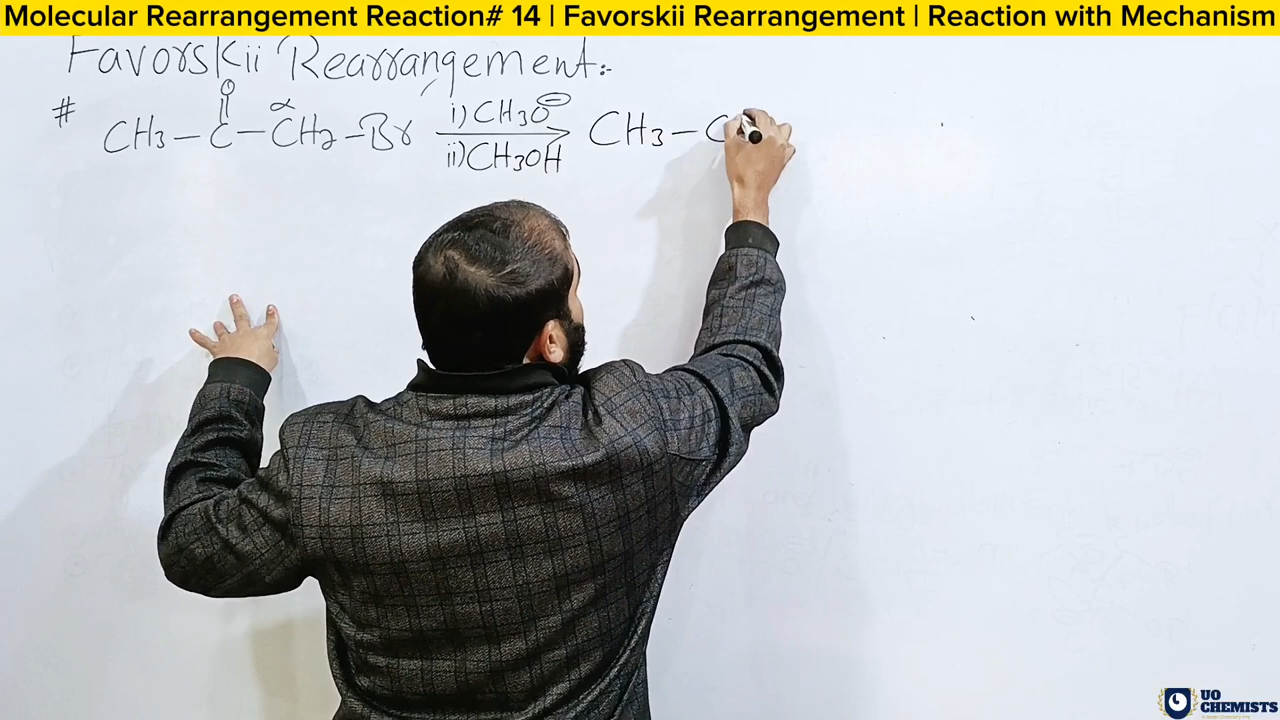 Molecular Rearrangement Reaction# 14 | Favorskii Rearrangement | Reaction with Mechanism
Favorskii Rearrangement:-
# CH3-C-CH2-Br i) CH3O⊖ CH3-C
O α
ii) CH3OH
UO
CHEMISTS